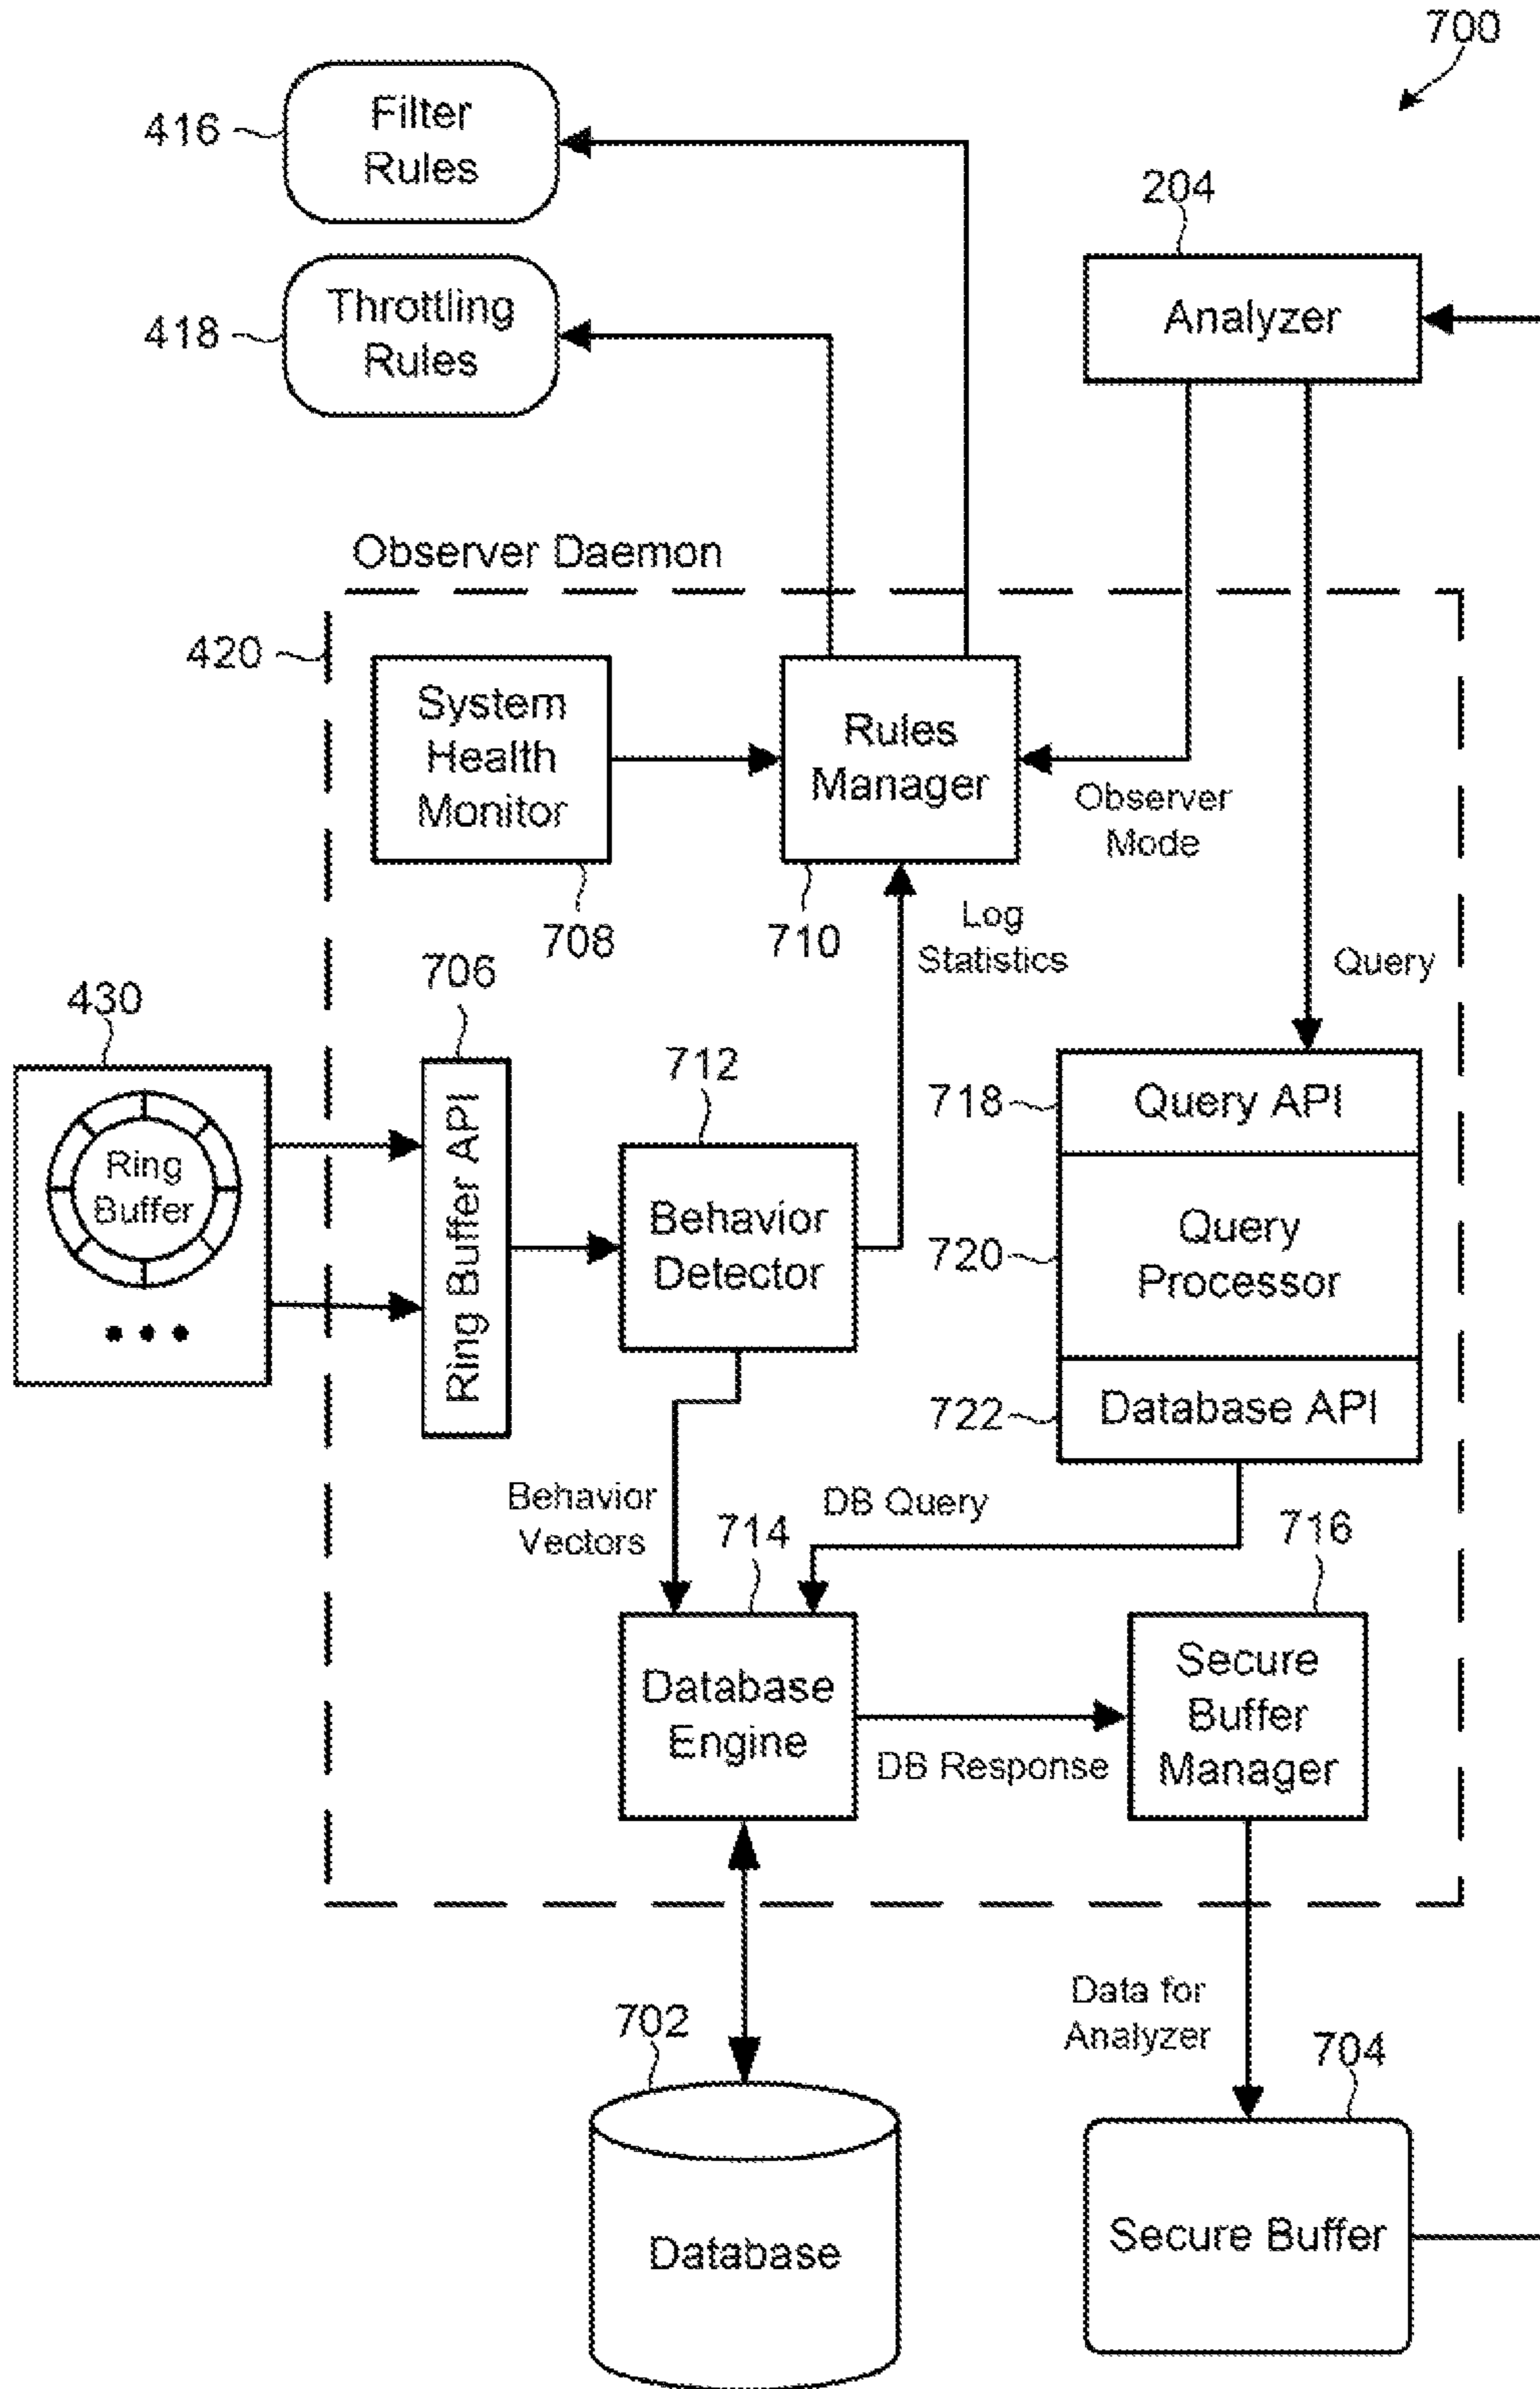 700
416
Filter
Rules
204
418
Throttling
Rules
Analyzer
Observer Daemon
420
System
Health
Monitor
Rules
Manager
Observer
Mode
708
710
Log
Statistics
Query
430
706
Ring
Buffer
•••
Ring Buffer API
712
Behavior
Detector
718
Query API
720
Query
Processor
722
Database API
Behavior
Vectors
DB Query
714
716
Database
Engine
DB Response
Secure
Buffer
Manager
702
Data for
Analyzer
704
Database
Secure Buffer